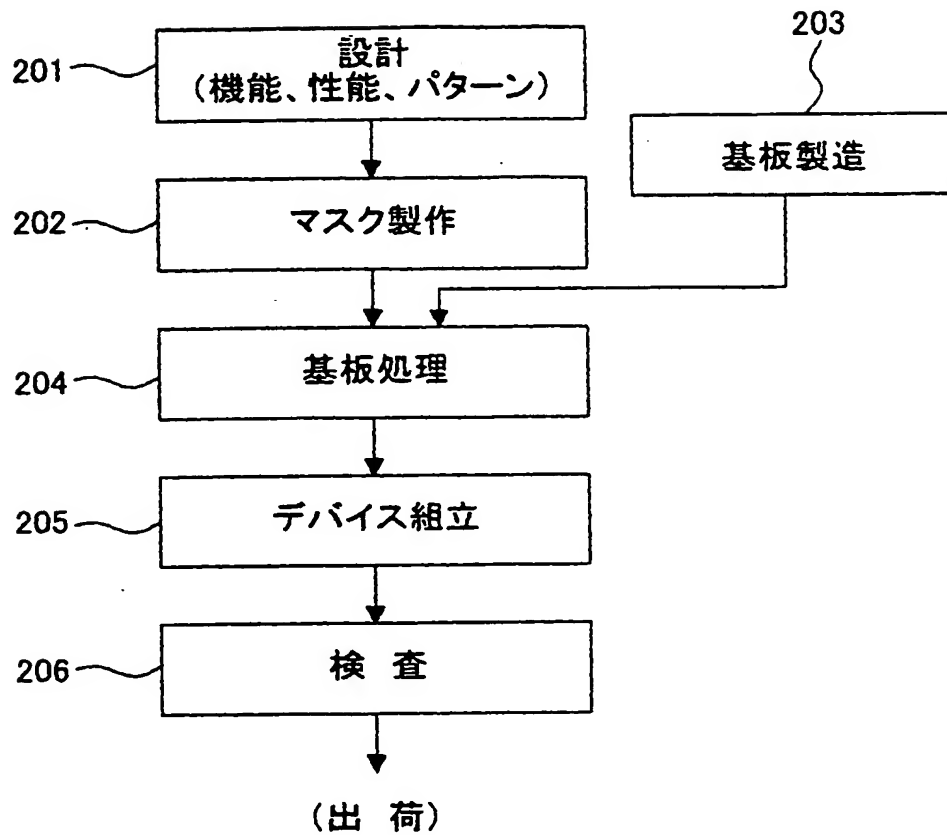 203
201
設計
(機能、性能、パターン)
基板製造
202
マスク製作
204
基板処理
205
デバイス組立
206
検 査
(出 荷)